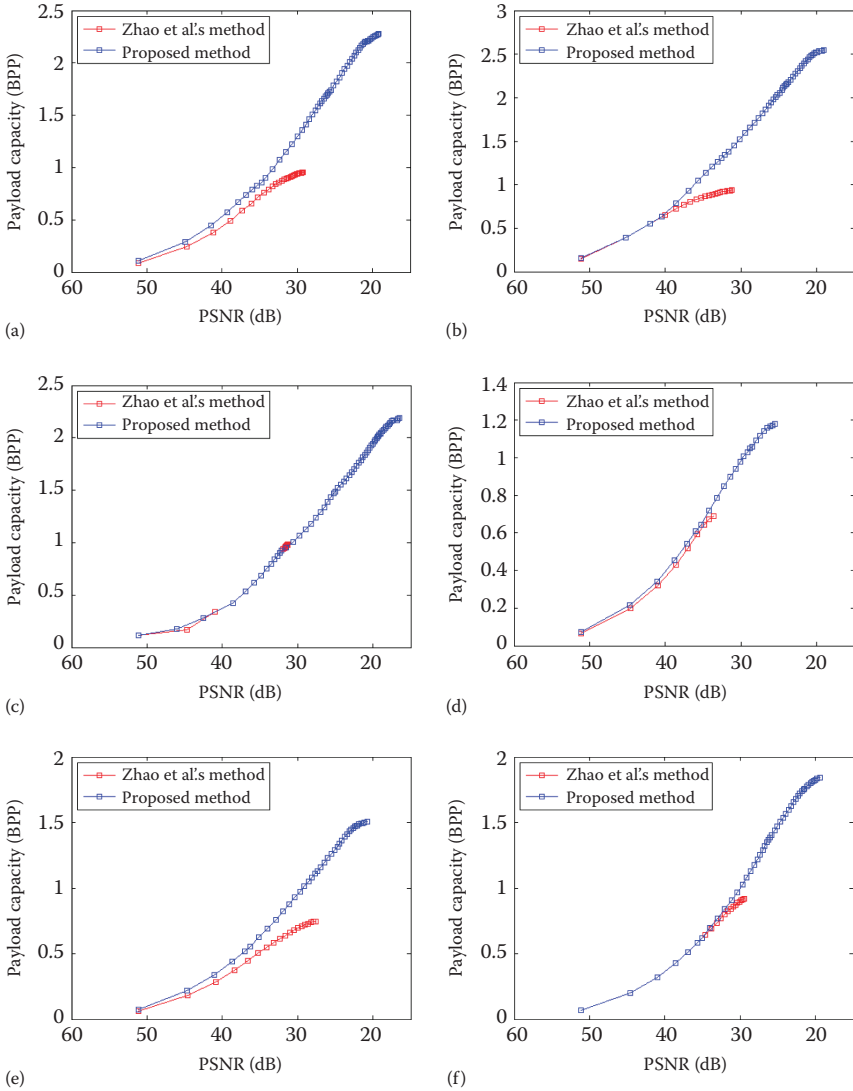 2.5
Zhao et al.'s method
Proposed method
2
1.5
1
0.5
0
60 50 40 30 20
Payload capacity (BPP)
PSNR (dB)
(a)
3
Zhao et al.'s method
Proposed method
2.5
2
1.5
1
0.5
0
60 50 40 30 20
Payload capacity (BPP)
PSNR (dB)
(b)
2.5
Zhao et al.'s method
Proposed method
2
1.5
1
0.5
0
60 50 40 30 20
Payload capacity (BPP)
PSNR (dB)
(c)
1.4
Zhao et al.'s method
Proposed method
1.2
1
0.8
0.6
0.4
0.2
0
60 50 40 30 20
Payload capacity (BPP)
PSNR (dB)
(d)
2
Zhao et al.'s method
Proposed method
1.5
1
0.5
0
60 50 40 30 20
Payload capacity (BPP)
PSNR (dB)
(e)
2
Zhao et al.'s method
Proposed method
1.5
1
0.5
0
60 50 40 30 20
Payload capacity (BPP)
PSNR (dB)
(f)